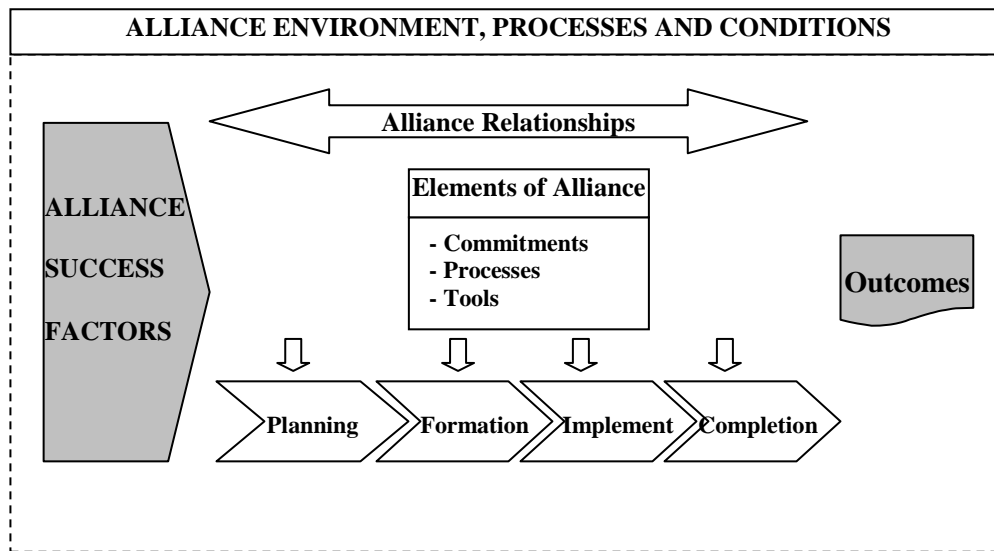 ALLIANCE ENVIRONMENT, PROCESSES AND CONDITIONS
Alliance Relationships
ALLIANCE
SUCCESS
FACTORS
Elements of Alliance
- Commitments
- Processes
- Tools
Outcomes
Planning
Formation
Implement
Completion